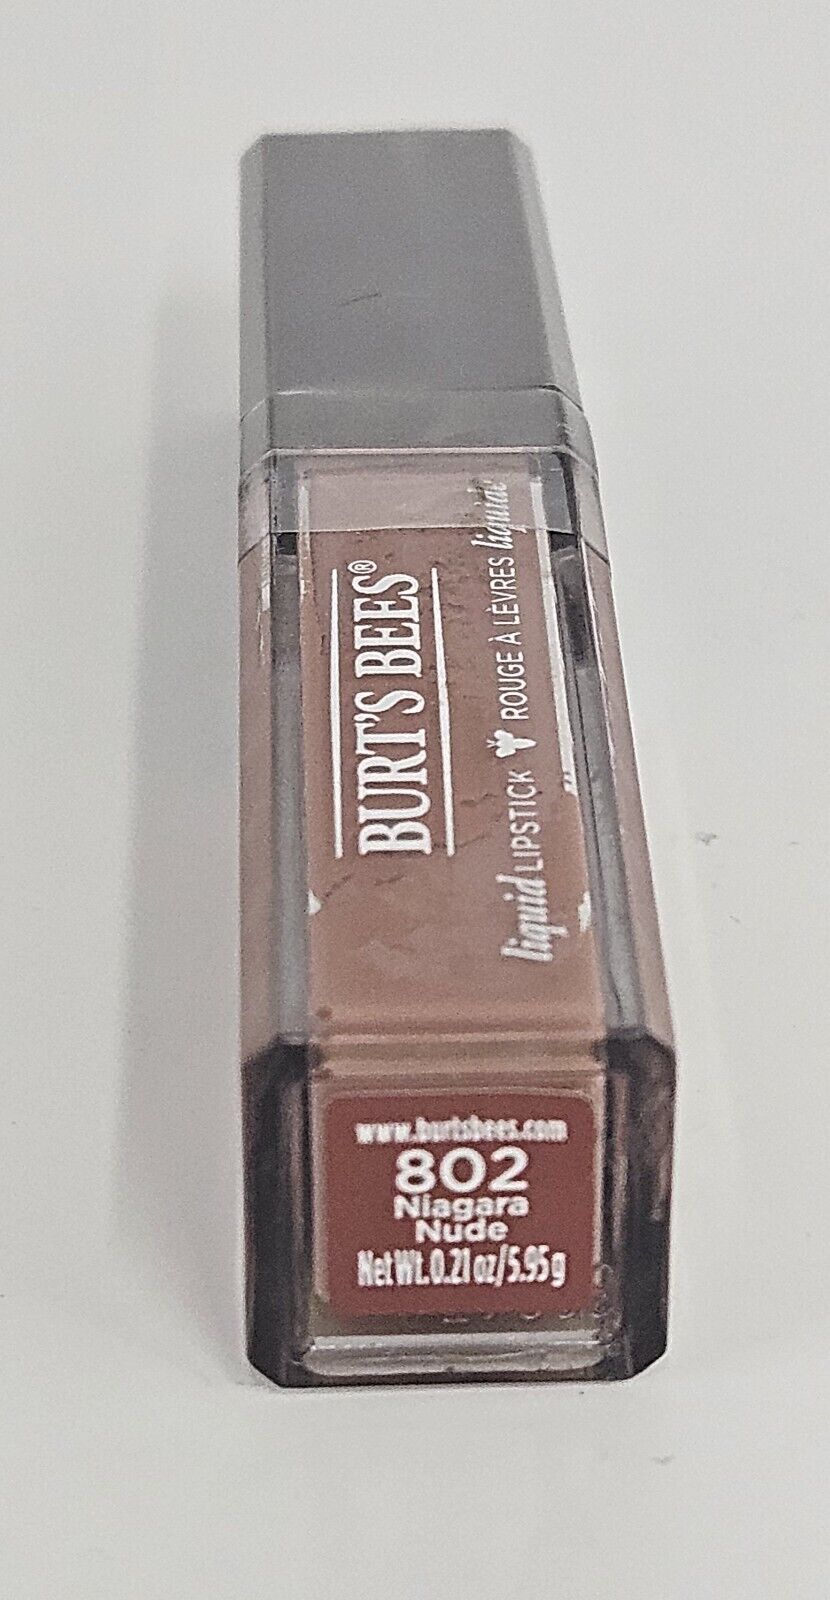 BURT'S BEES®
liquid LIPSTICK ROUGE À LÈVRES liquide
www.burtsbees.com
802
Niagara
Nude
Net Wt. 0.21 oz/5.95g